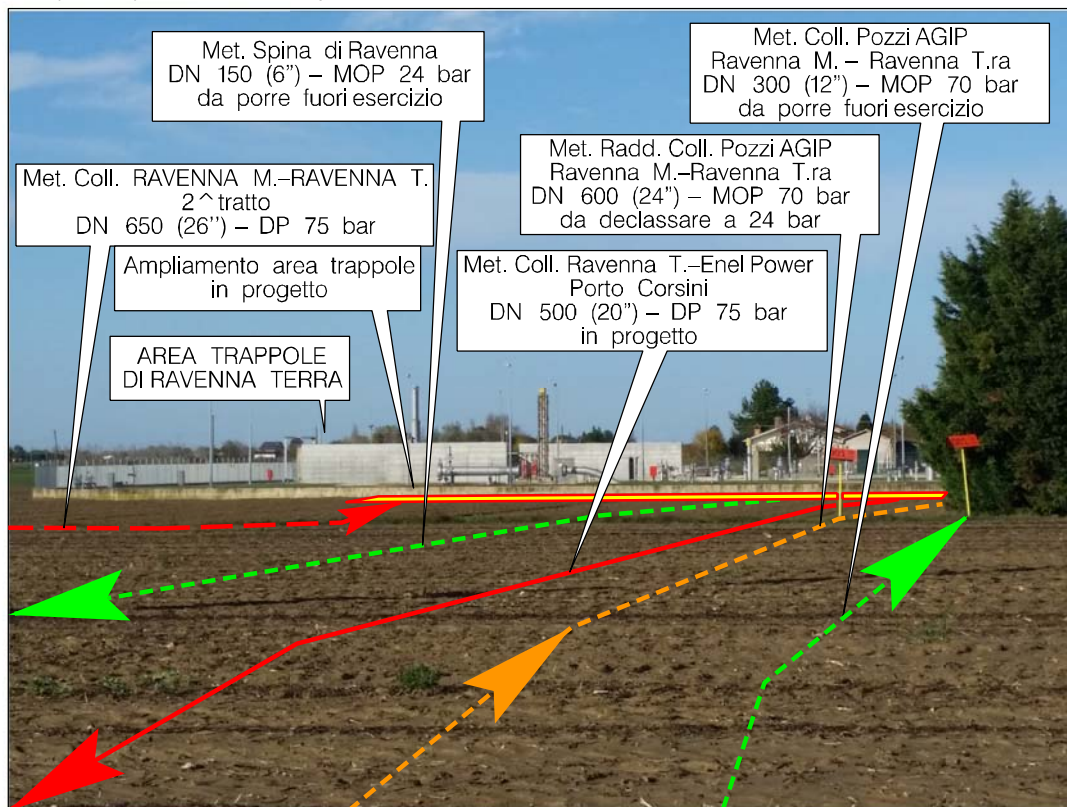 Met. Spina di Ravenna
DN 150 (6") – MOP 24 bar
da porre fuori esercizio
Met. Coll. Pozzi AGIP
Ravenna M. – Ravenna T.ra
DN 300 (12") – MOP 70 bar
da porre fuori esercizio
Met. Radd. Coll. Pozzi AGIP
Ravenna M.–Ravenna T.ra
DN 600 (24") – MOP 70 bar
da declassare a 24 bar
Met. Coll. RAVENNA M.–RAVENNA T.
2^tratto
DN 650 (26'') – DP 75 bar
Ampliamento area trappole
in progetto
Met. Coll. Ravenna T.–Enel Power
Porto Corsini
DN 500 (20") – DP 75 bar
in progetto
AREA TRAPPOLE
DI RAVENNA TERRA